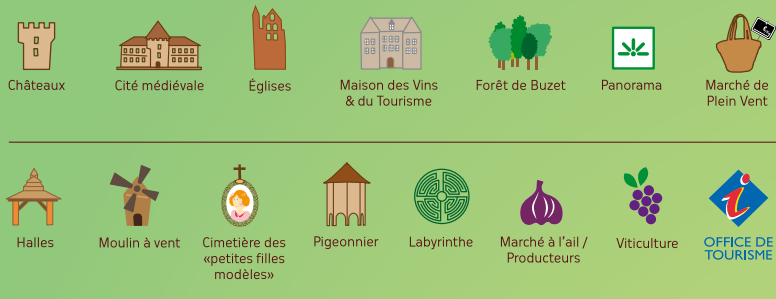 Châteaux
Cité médiévale
Églises
Maison des Vins
& du Tourisme
Forêt de Buzet
Panorama
Marché de
Plein Vent
Halles
Moulin à vent
Cimetière des
«petites filles
modèles»
Pigeonnier
Labyrinthe
Marché à l'ail /
Producteurs
Viticulture
OFFICE DE
TOURISME